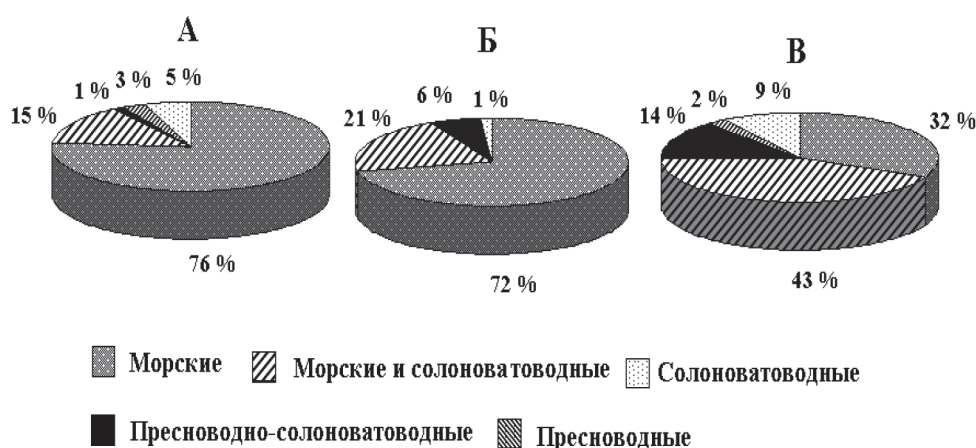 А Б В
1 % 3 % 5 % 6 % 1 % 2 % 9 %
15 % 21 % 14 % 32 %
76 % 72 % 43 %
Морские Морские и солоноватоводные Солоноватоводные
Пресноводно-солоноватоводные Пресноводные